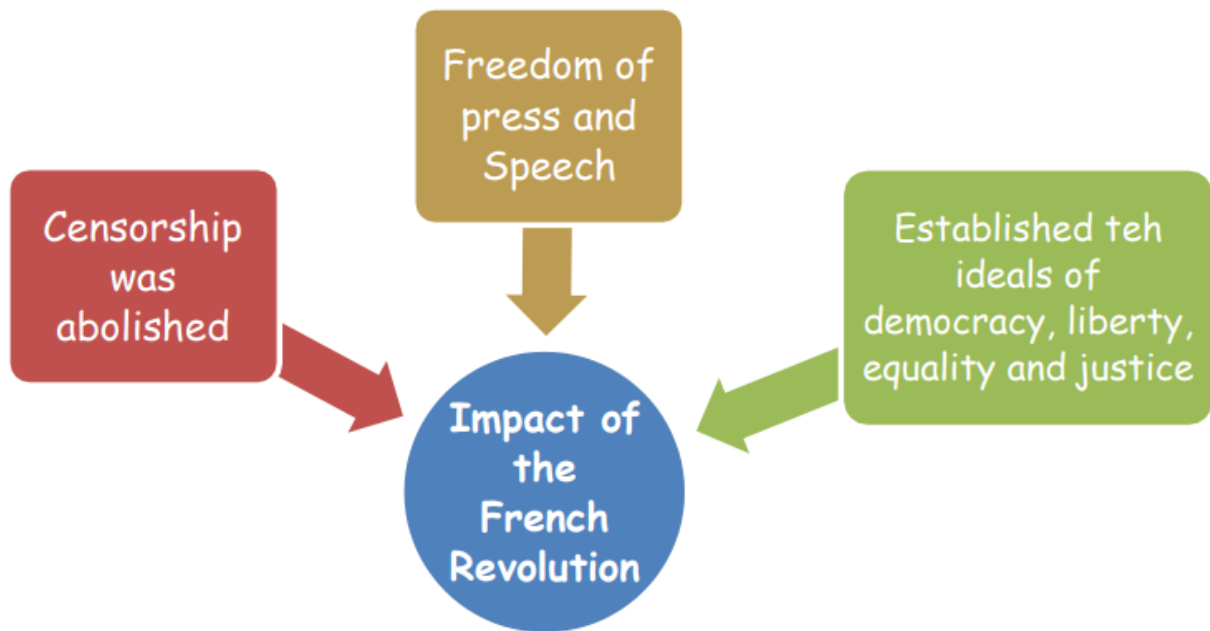 Freedom of
press and
Speech
Censorship
was
abolished
Established teh
ideals of
democracy, liberty,
equality and justice
Impact of
the
French
Revolution